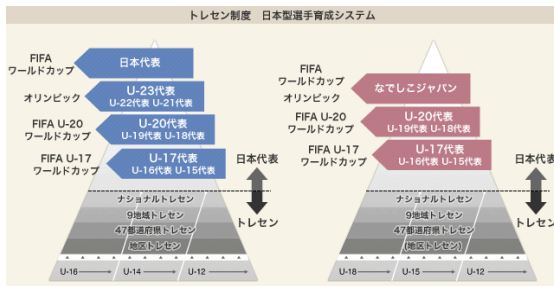 トレセン制度 日本型選手育成システム
FIFA
ワールドカップ
日本代表
オリンピック
U-23代表
U-22代表 U-21代表
FIFA U-20
ワールドカップ
U-20代表
U-19代表 U-18代表
FIFA U-17
ワールドカップ
U-17代表
U-16代表 U-15代表
日本代表
トレセン
ナショナルトレセン
9地域トレセン
47都道府県トレセン
地区トレセン
U-16
U-14
U-12
FIFA
ワールドカップ
オリンピック
なでしこジャパン
FIFA U-20
ワールドカップ
U-20代表
U-19代表 U-18代表
FIFA U-17
ワールドカップ
U-17代表
U-16代表 U-15代表
日本代表
トレセン
ナショナルトレセン
9地域トレセン
47都道府県トレセン
(地区トレセン)
U-18
U-15
U-12